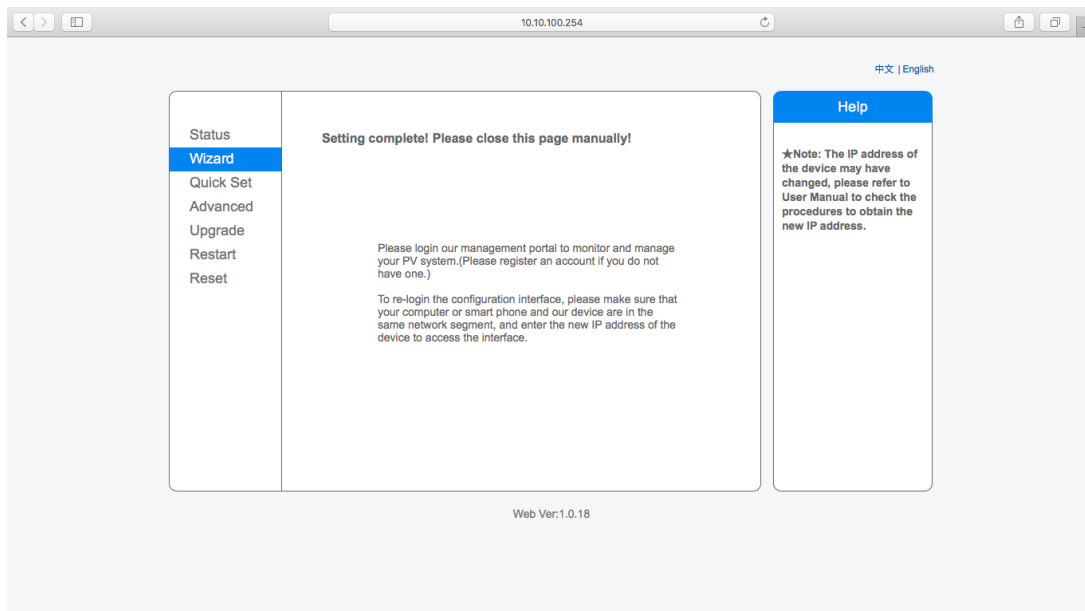 10.10.100.254
中文 | English
Status
Wizard
Quick Set
Advanced
Upgrade
Restart
Reset
Setting complete! Please close this page manually!
Please login our management portal to monitor and manage
your PV system.(Please register an account if you do not
have one.)
To re-login the configuration interface, please make sure that
your computer or smart phone and our device are in the
same network segment, and enter the new IP address of the
device to access the interface.
Help
★Note: The IP address of
the device may have
changed, please refer to
User Manual to check the
procedures to obtain the
new IP address.
Web Ver:1.0.18